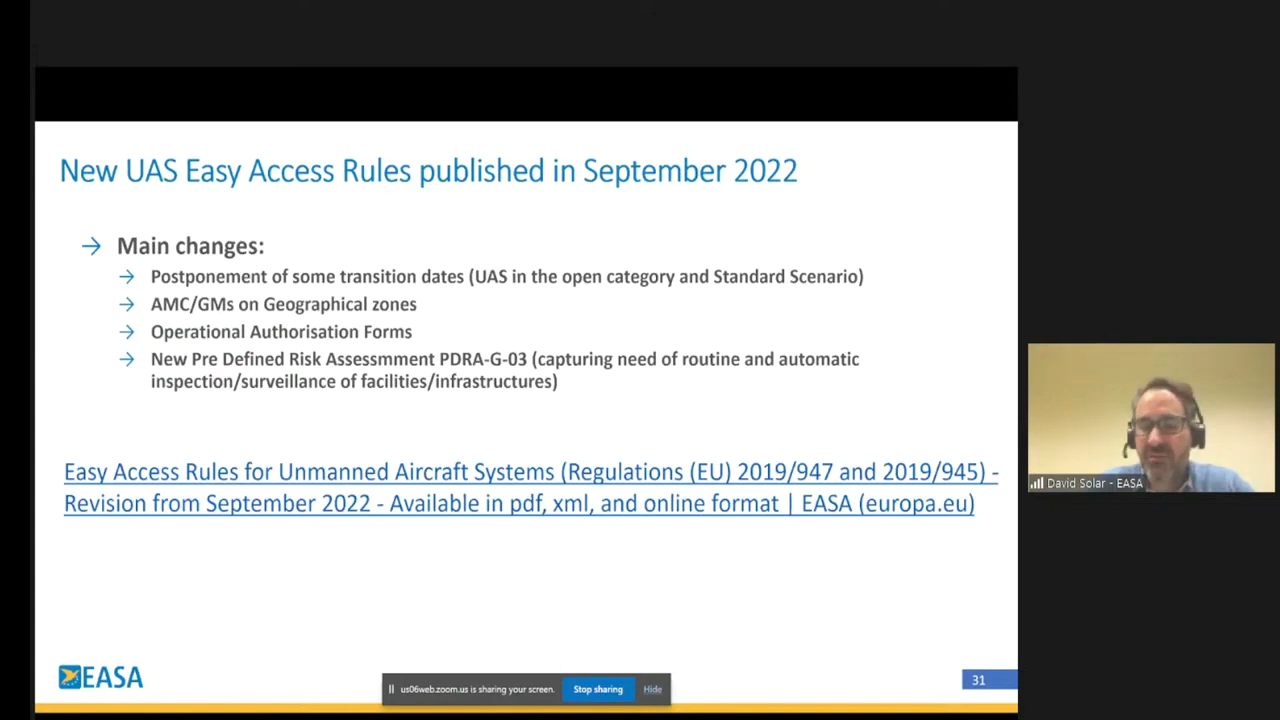 New UAS Easy Access Rules published in September 2022
Main changes:
Postponement of some transition dates (UAS in the open category and Standard Scenario)
AMC/GMs on Geographical zones
Operational Authorisation Forms
New Pre Defined Risk Assessmment PDRA-G-03 (capturing need of routine and automatic
inspection/surveillance of facilities/infrastructures)
Easy Access Rules for Unmanned Aircraft Systems (Regulations (EU) 2019/947 and 2019/945) -
Revision from September 2022 - Available in pdf, xml, and online format | EASA (europa.eu)
David Solar - EASA
EASA
us06web.zoom.us is sharing your screen.
Stop sharing
Hide
31